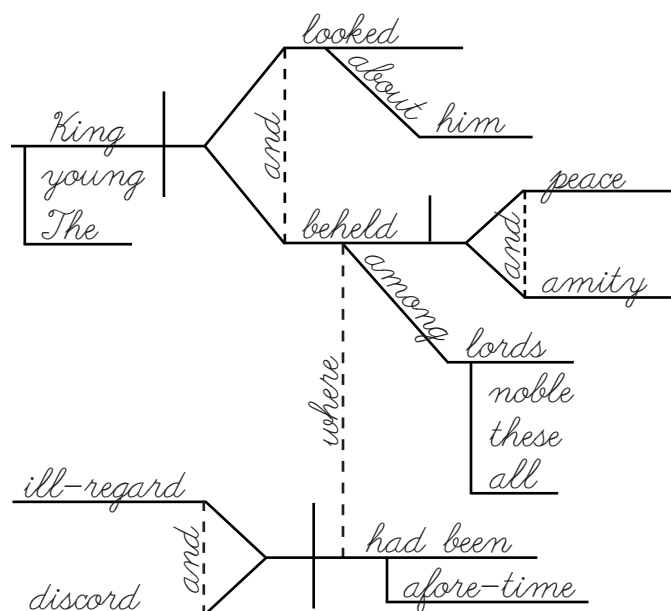 looked
about
him
King
and
young
The
beheld
peace
and
amity
among
lords
where
noble
these
all
ill-regard
and
had been
afore-time
discord